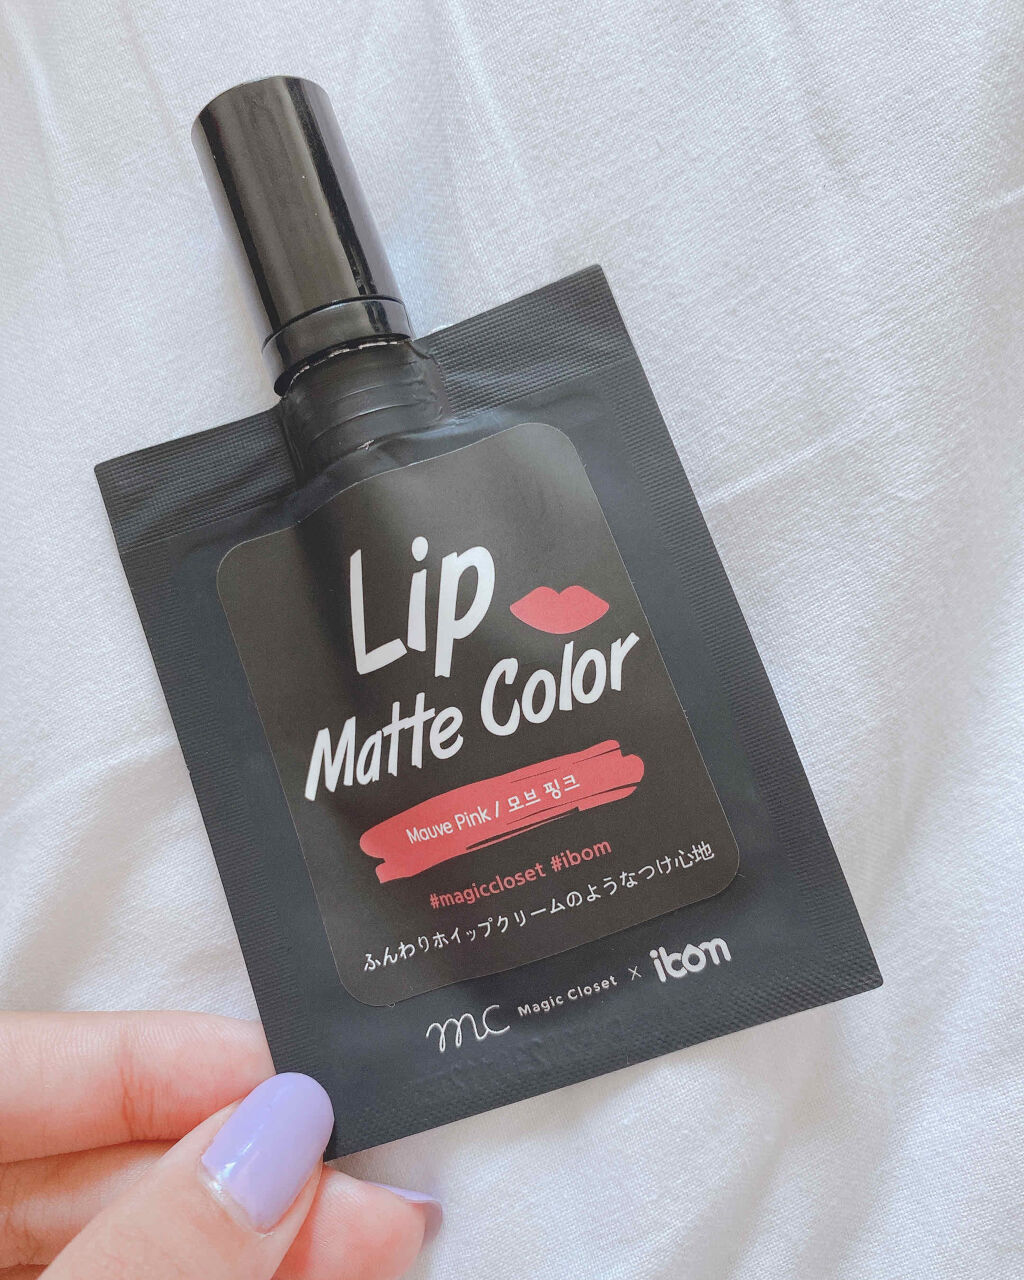 Lip
Matte Color
Mauve Pink / 모브 핑크
#magiccloset #ibom
ふんわりホイップクリームのようなつけ心地
mc Magic Closet x ibom